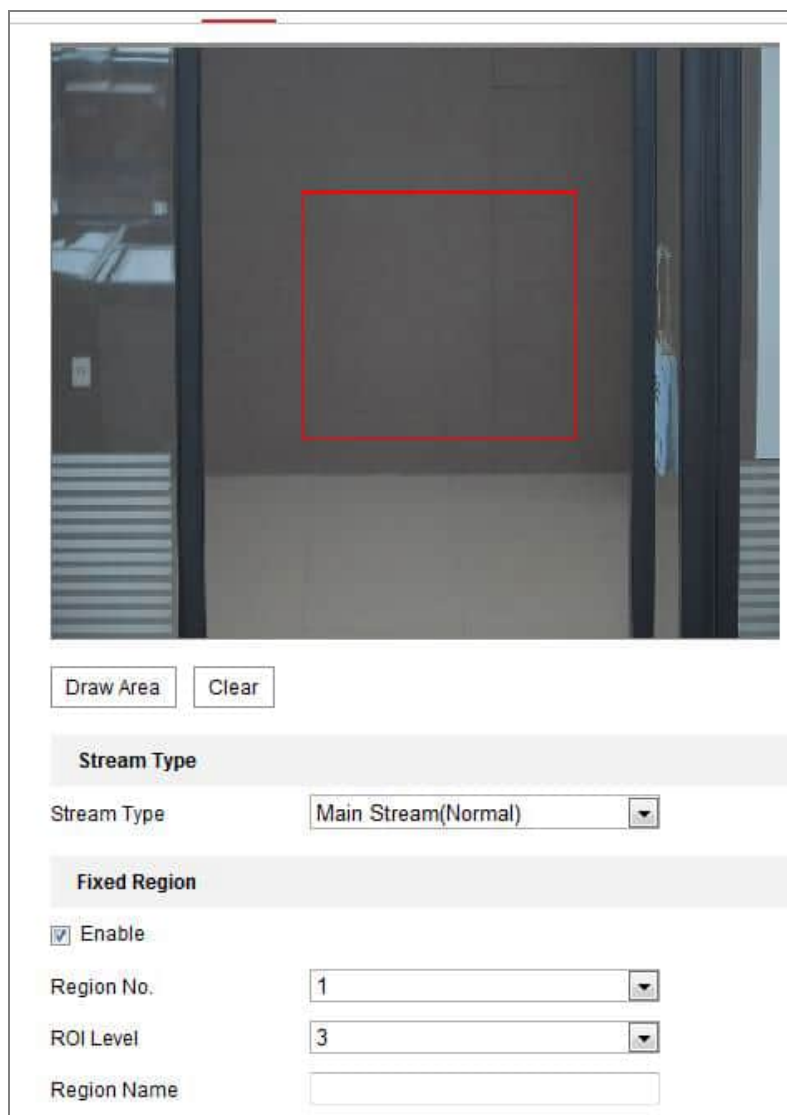 Draw Area Clear
Stream Type
Stream Type Main Stream(Normal)
Fixed Region
Enable
Region No. 1
ROI Level 3
Region Name